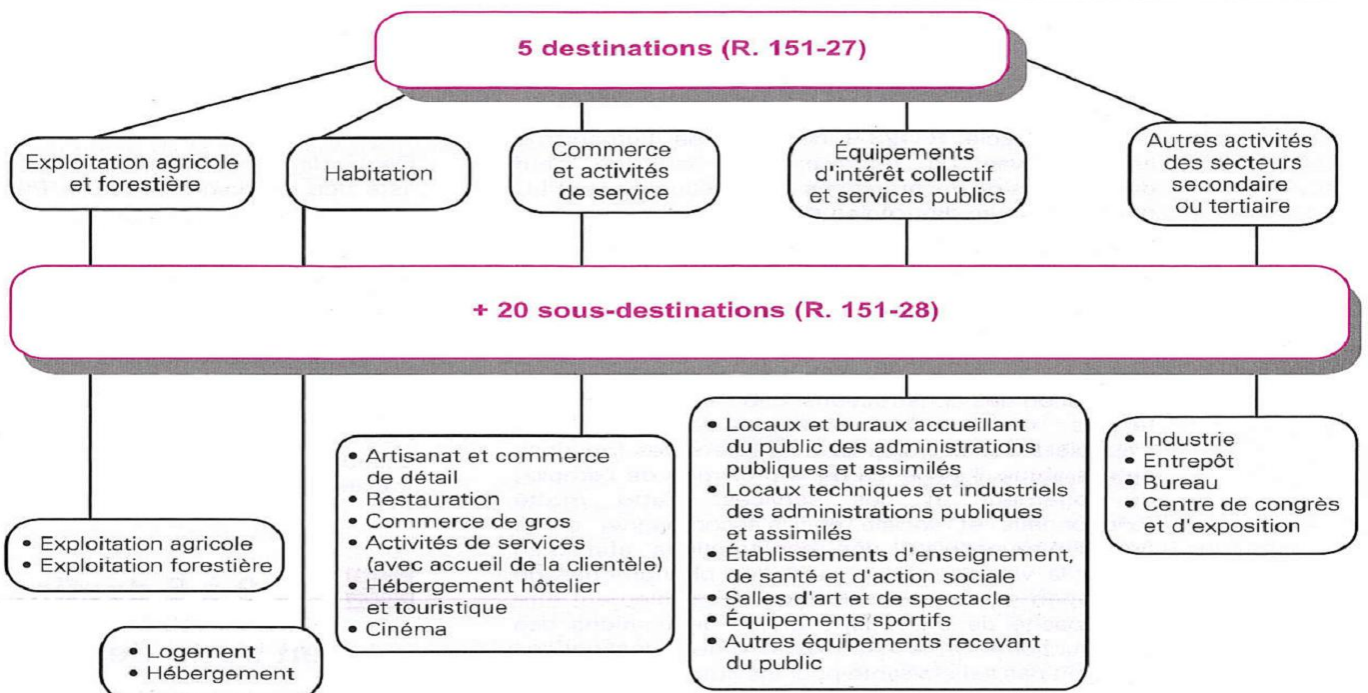 5 destinations (R. 151-27)
Exploitation agricole
et forestière
Habitation
Commerce
et activités
de service
Équipements
d'intérêt collectif
et services publics
Autres activités
des secteurs
secondaire
ou tertiaire
+ 20 sous-destinations (R. 151-28)
• Exploitation agricole
• Exploitation forestière
• Logement
• Hébergement
• Artisanat et commerce
de détail
• Restauration
• Commerce de gros
• Activités de services
(avec accueil de la clientèle)
• Hébergement hôtelier
et touristique
• Cinéma
• Locaux et buraux accueillant
du public des administrations
publiques et assimilés
• Locaux techniques et industriels
des administrations publiques
et assimilés
• Établissements d'enseignement,
de santé et d'action sociale
• Salles d'art et de spectacle
• Équipements sportifs
• Autres équipements recevant
du public
• Industrie
• Entrepôt
• Bureau
• Centre de congrès
et d'exposition